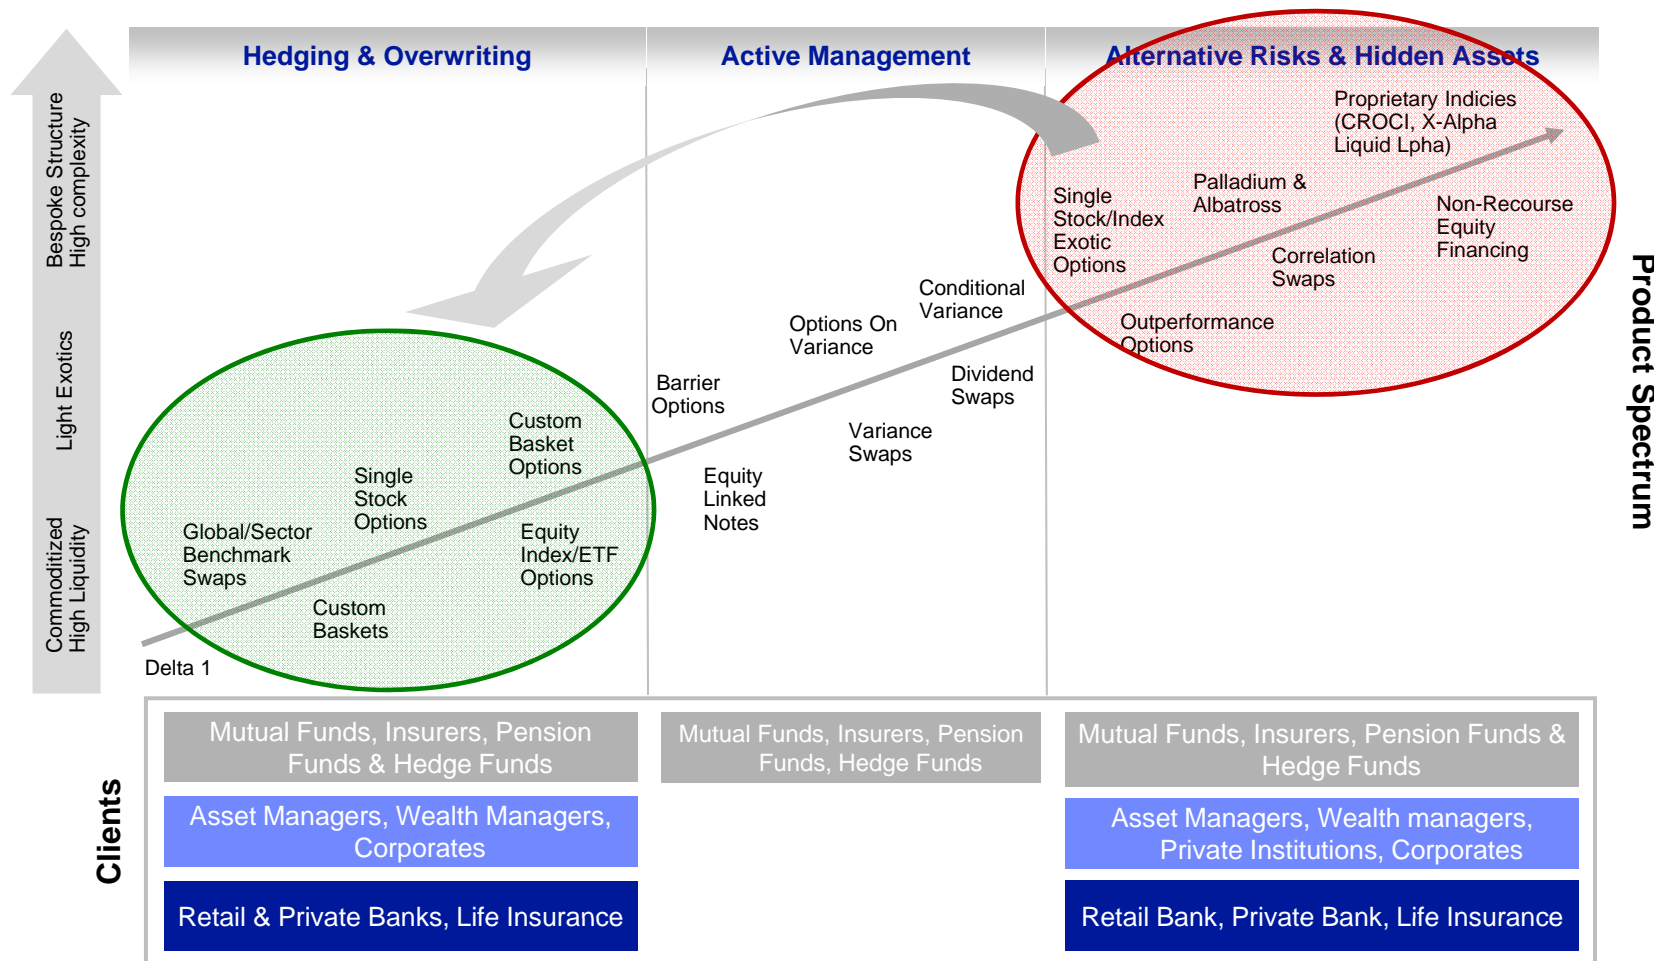 Hedging & Overwriting
Active Management
Alternative Risks & Hidden Assets
Bespoke Structure
High complexity
Light Exotics
Commoditized
High Liquidity
Proprietary Indicies
(CROCI, X-Alpha
Liquid Lpha)
Single
Stock/Index
Exotic
Options
Palladium &
Albatross
Non-Recourse
Equity
Financing
Correlation
Swaps
Outperformance
Options
Conditional
Variance
Options On
Variance
Dividend
Swaps
Barrier
Options
Variance
Swaps
Equity
Linked
Notes
Custom
Basket
Options
Single
Stock
Options
Global/Sector
Benchmark
Swaps
Equity
Index/ETF
Options
Custom
Baskets
Delta 1
Product Spectrum
Clients
Mutual Funds, Insurers, Pension
Funds & Hedge Funds
Asset Managers, Wealth Managers,
Corporates
Retail & Private Banks, Life Insurance
Mutual Funds, Insurers, Pension
Funds, Hedge Funds
Mutual Funds, Insurers, Pension Funds &
Hedge Funds
Asset Managers, Wealth managers,
Private Institutions, Corporates
Retail Bank, Private Bank, Life Insurance